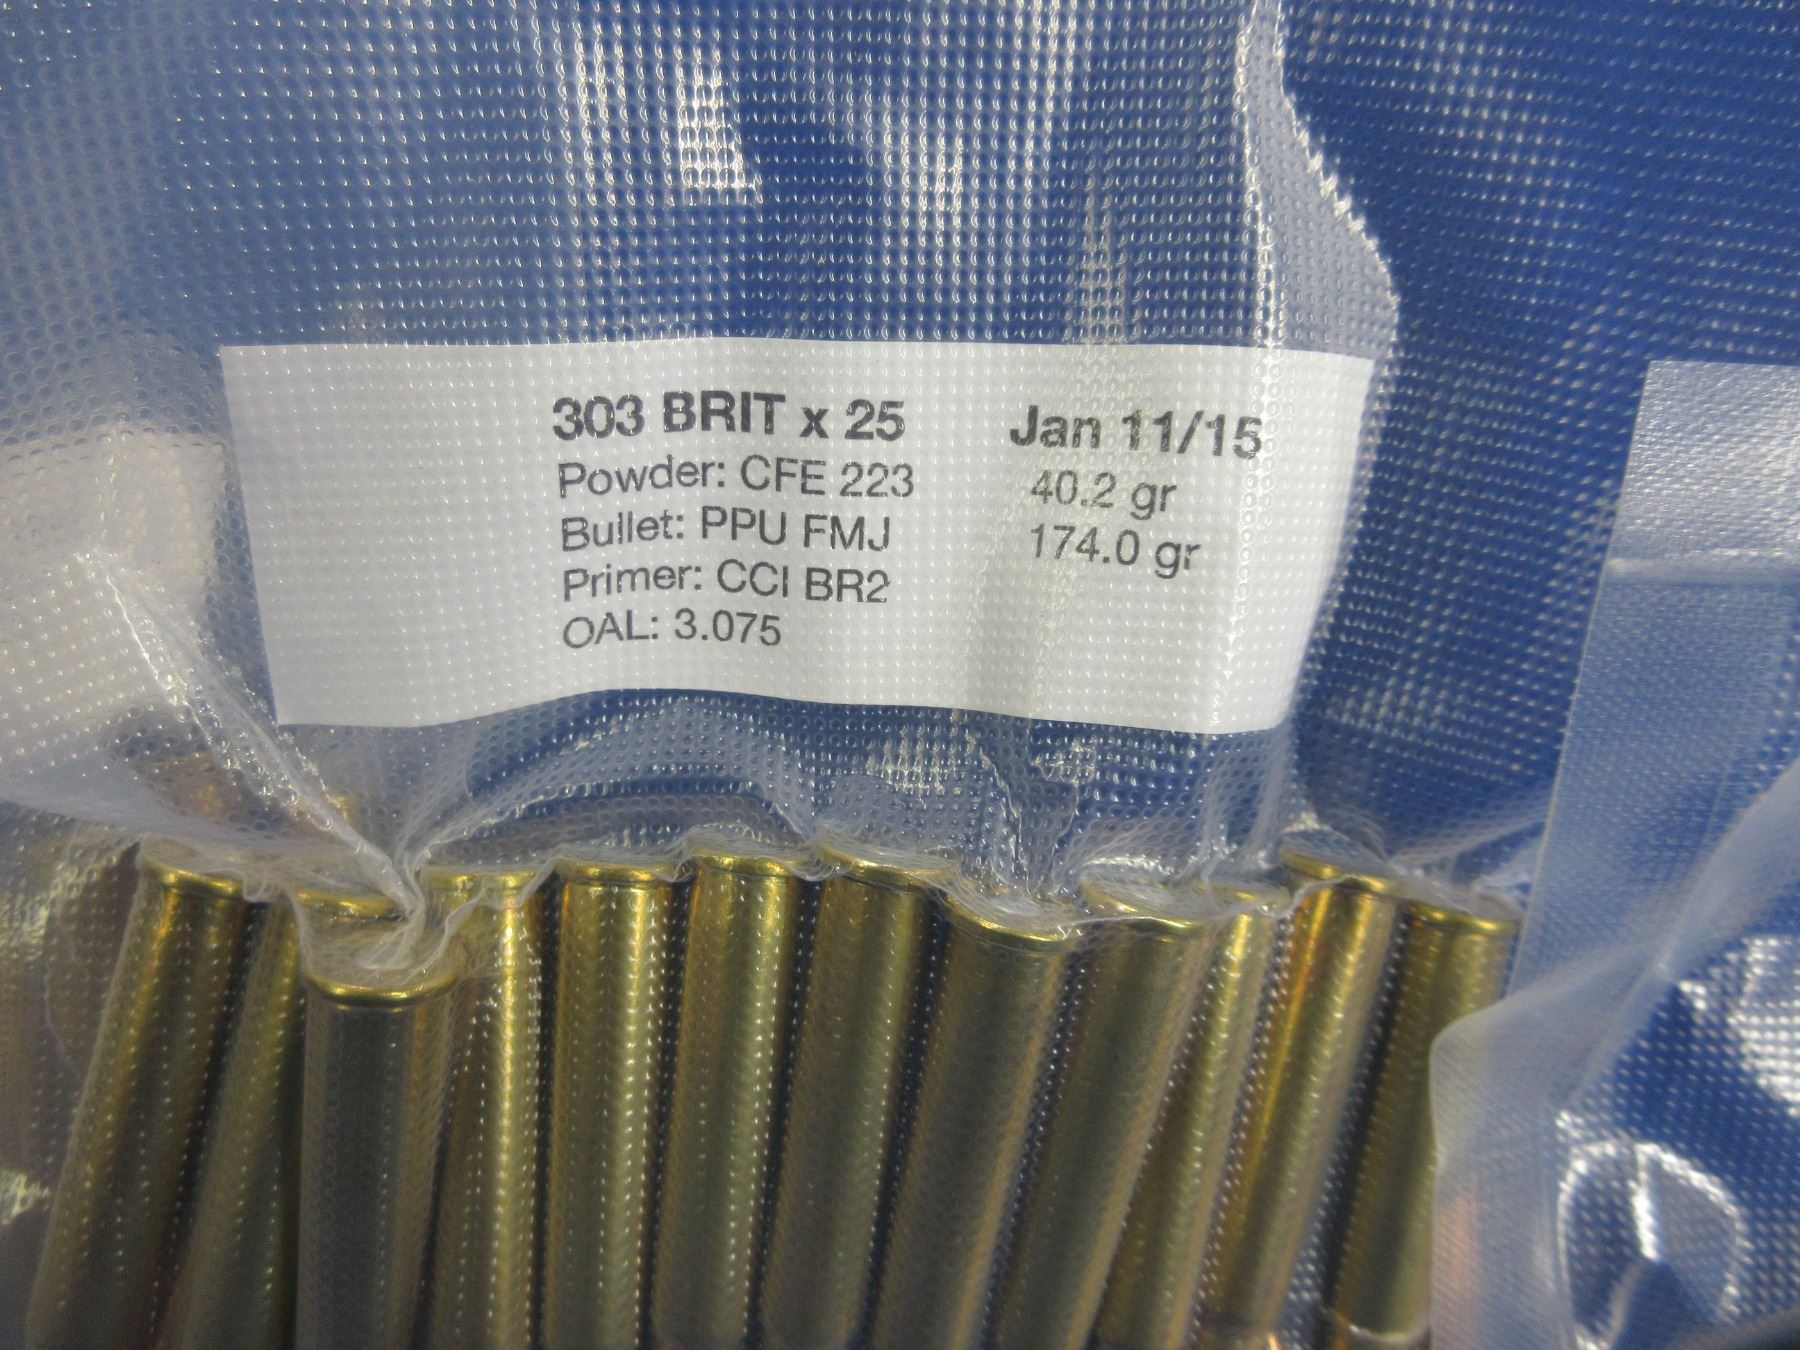 303 BRIT x 25 Jan 11/15
Powder: CFE 223 40.2 gr
Bullet: PPU FMJ 174.0 gr
Primer: CCI BR2
OAL: 3.075